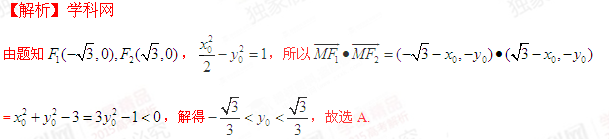 【解析】学科网
由题知 F₁(-√3,0), F₂(√3,0)，x₀²/2 - y₀² = 1，所以 MF₁ • MF₂ = (-√3 - x₀, -y₀) • (√3 - x₀, -y₀)
= x₀² + y₀² - 3 = 3y₀² - 1 < 0，解得 -√3/3 < y₀ < √3/3，故选 A.